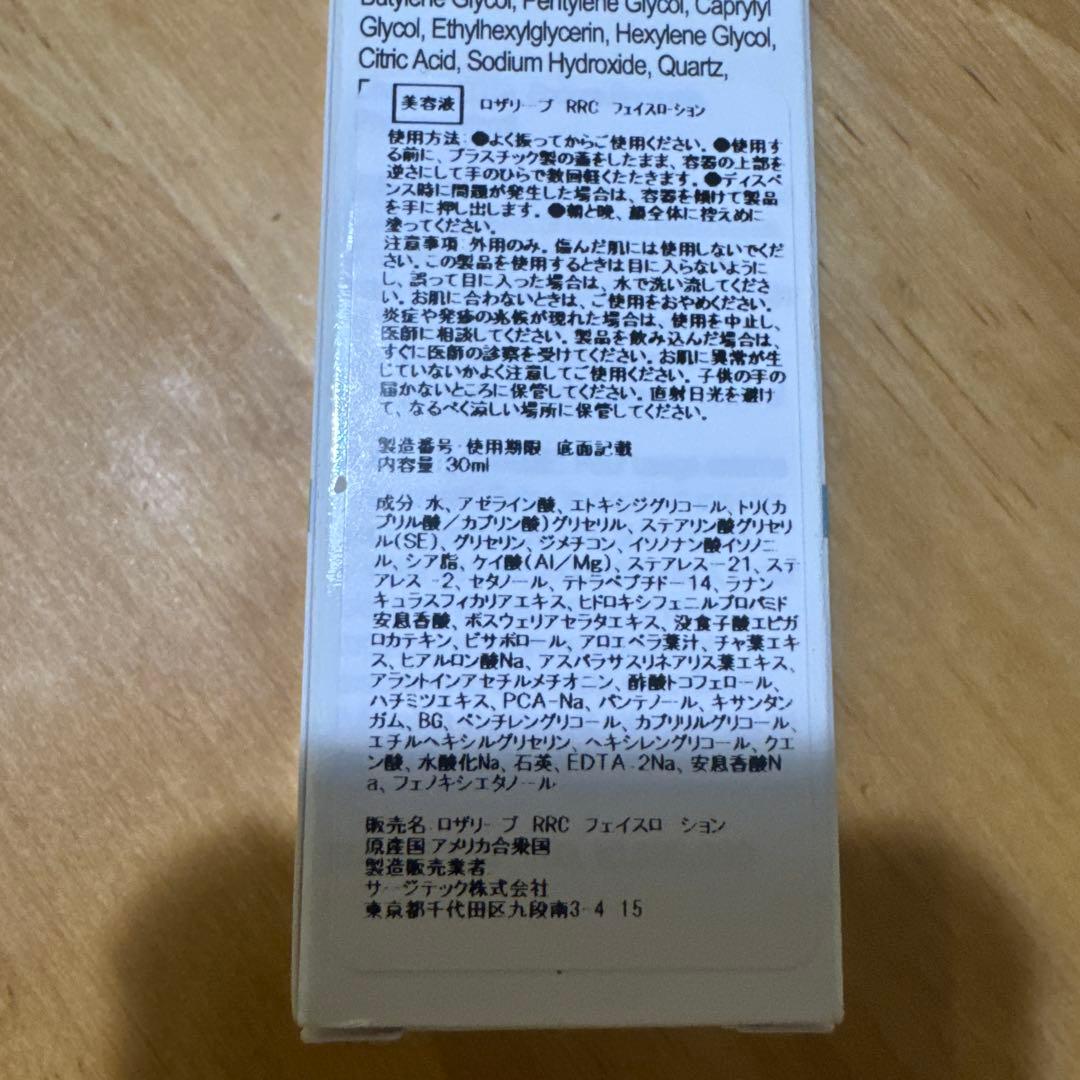 Butylene Glycol, Pentylene Glycol, Caprylyl
Glycol, Ethylhexylglycerin, Hexylene Glycol,
Citric Acid, Sodium Hydroxide, Quartz,
美容液 ロザリーブ RRC フェイスローション
使用方法:●よく振ってからご使用ください。●使用す
る前に、プラスチック製の蓋をしたまま、容器の上部を
逆さにして手のひらで数回軽くたたきます。●ディスペ
ンス時に問題が発生した場合は、容器を傾けて製品
を手に押し出します。●朝と晩、顔全体に控えめに
塗ってください。
注意事項:外用のみ。傷んだ肌には使用しないでくだ
さい。この製品を使用するときは目に入らないように
し、誤って目に入った場合は、水で洗い流してくださ
い。お肌に合わないときは、ご使用をおやめください。
炎症や発疹の兆候が現れた場合は、使用を中止し、
医師に相談してください。製品を飲み込んだ場合は、
すぐに医師の診察を受けてください。お肌に異常が生
じていないかよく注意してご使用ください。子供の手の
届かないところに保管してください。直射日光を避け
て、なるべく涼しい場所に保管してください。
製造番号・使用期限 底面記載
内容量 30ml
成分 水、アゼライン酸、エトキシジグリコール、トリ(カ
プリル酸/カプリン酸)グリセリル、ステアリン酸グリセリ
ル(SE)、グリセリン、ジメチコン、イソノナン酸イソノニ
ル、シア脂、ケイ酸(Al/Mg)、ステアレス-21、ステ
アレス-2、セタノール、テトラペプチド-14、ラナン
キュラスフィカリアエキス、ヒドロキシフェニルプロパミド
安息香酸、ボスウェリアセラタエキス、没食子酸エピガ
ロカテキン、ビサボロール、アロエベラ葉汁、チャ葉エキ
ス、ヒアルロン酸Na、アスパラサスリネアリス葉エキス、
アラントインアセチルメチオニン、酢酸トコフェロール、
ハチミツエキス、PCA-Na、パンテノール、キサンタン
ガム、BG、ペンチレングリコール、カプリリルグリコール、
エチルヘキシルグリセリン、ヘキシレングリコール、クエ
ン酸、水酸化Na、石英、EDTA-2Na、安息香酸N
a、フェノキシエタノール
販売名 ロザリーブ RRC フェイスローション
原産国 アメリカ合衆国
製造販売業者
サージテック株式会社
東京都千代田区九段南3-4-15